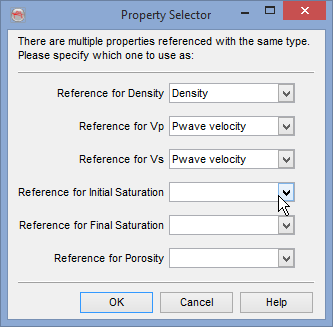 Property Selector
There are multiple properties referenced with the same type.
Please specify which one to use as:
Reference for Density Density
Reference for Vp Pwave velocity
Reference for Vs Pwave velocity
Reference for Initial Saturation
Reference for Final Saturation
Reference for Porosity
OK Cancel Help